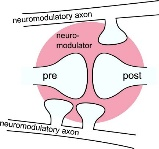 neuromodulatory axon
neuro-
modulator
pre
post
neuromodulatory axon